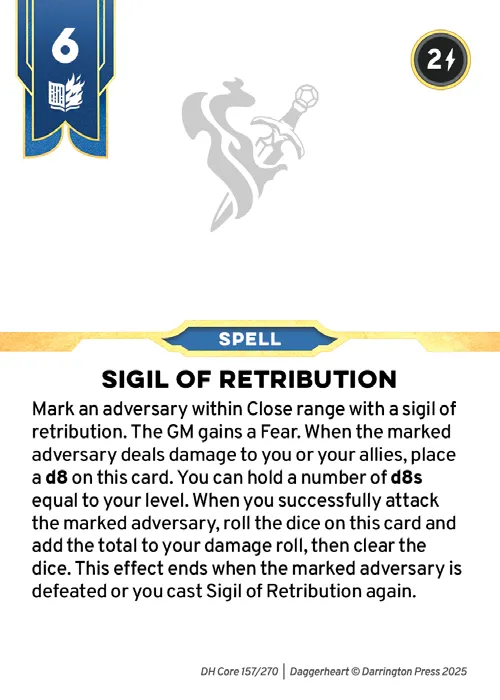 6
2
SPELL
SIGIL OF RETRIBUTION
Mark an adversary within Close range with a sigil of
retribution. The GM gains a Fear. When the marked
adversary deals damage to you or your allies, place
a d8 on this card. You can hold a number of d8s
equal to your level. When you successfully attack
the marked adversary, roll the dice on this card and
add the total to your damage roll, then clear the
dice. This effect ends when the marked adversary is
defeated or you cast Sigil of Retribution again.
DH Core 157/270 | Daggerheart © Darrington Press 2025